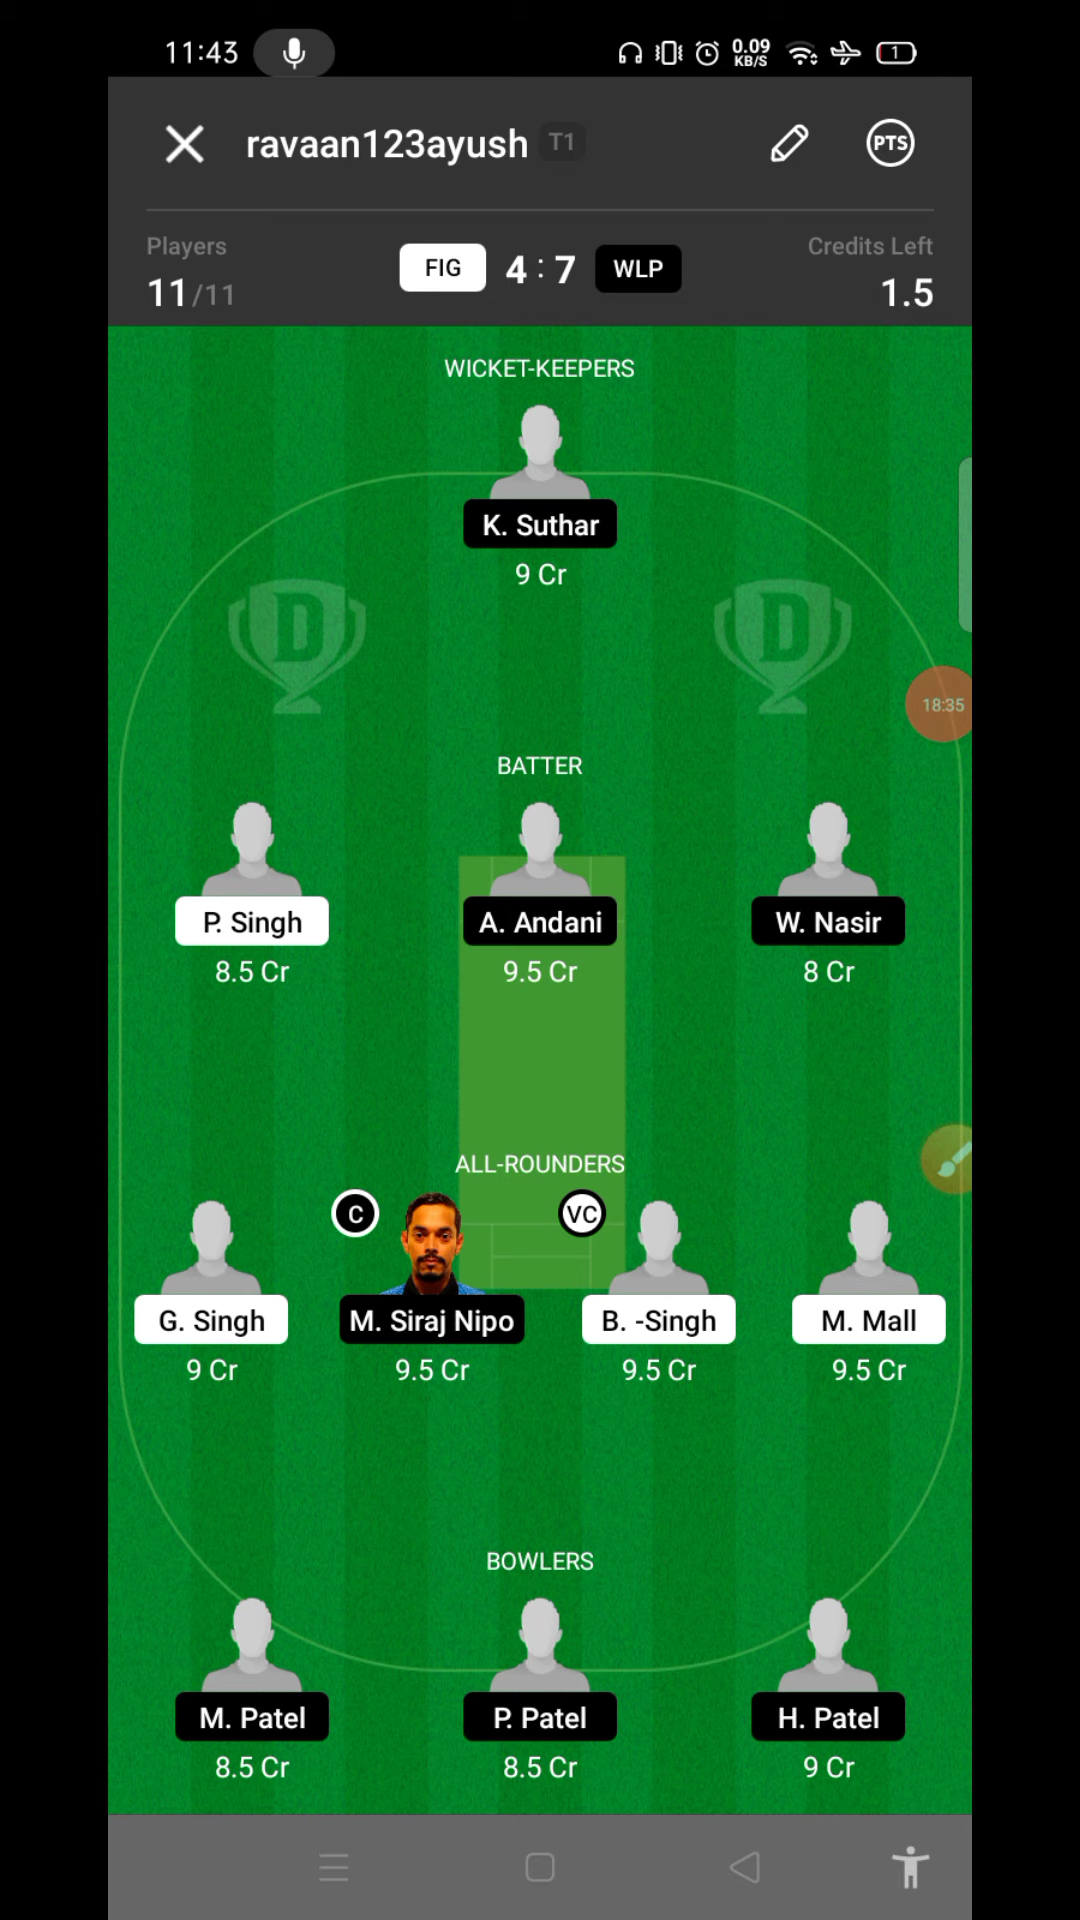 11:43
0.09
KB/S
1
ravaan123ayush T1
PTS
Players
Credits Left
FIG 4 : 7 WLP
11/11
1.5
WICKET-KEEPERS
K. Suthar
9 Cr
D D
18:35
BATTER
P. Singh A. Andani W. Nasir
8.5 Cr 9.5 Cr 8 Cr
ALL-ROUNDERS
C VC
G. Singh M. Siraj Nipo B. -Singh M. Mall
9 Cr 9.5 Cr 9.5 Cr 9.5 Cr
BOWLERS
M. Patel P. Patel H. Patel
8.5 Cr 8.5 Cr 9 Cr